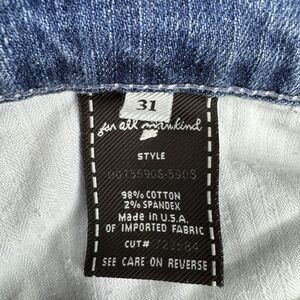 31
for all mankind
STYLE
98% COTTON
2% SPANDEX
Made in U.S.A.
OF IMPORTED FABRIC
CUT#
SEE CARE ON REVERSE